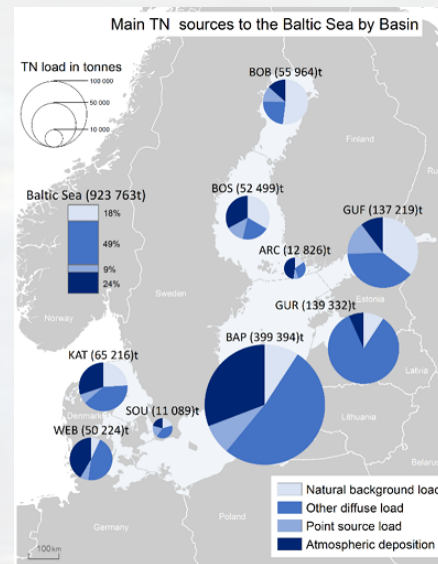 Main TN sources to the Baltic Sea by Basin
TN load in tonnes
100 000
50 000
10 000
BOB (55 964)t
Finland
Baltic Sea (923 763t)
18%
49%
9%
24%
BOS (52 499)t
GUF (137 219)t
ARC (12 826)t
Norway
Sweden
Estonia
GUR (139 332)t
BAP (399 394)t
Latvia
KAT (65 216)t
Denmark
SOU (11 089)t
Lithuania
WEB (50 224)t
Belarus
Germany
Poland
Natural background load
Other diffuse load
Point source load
Atmospheric deposition
100 km